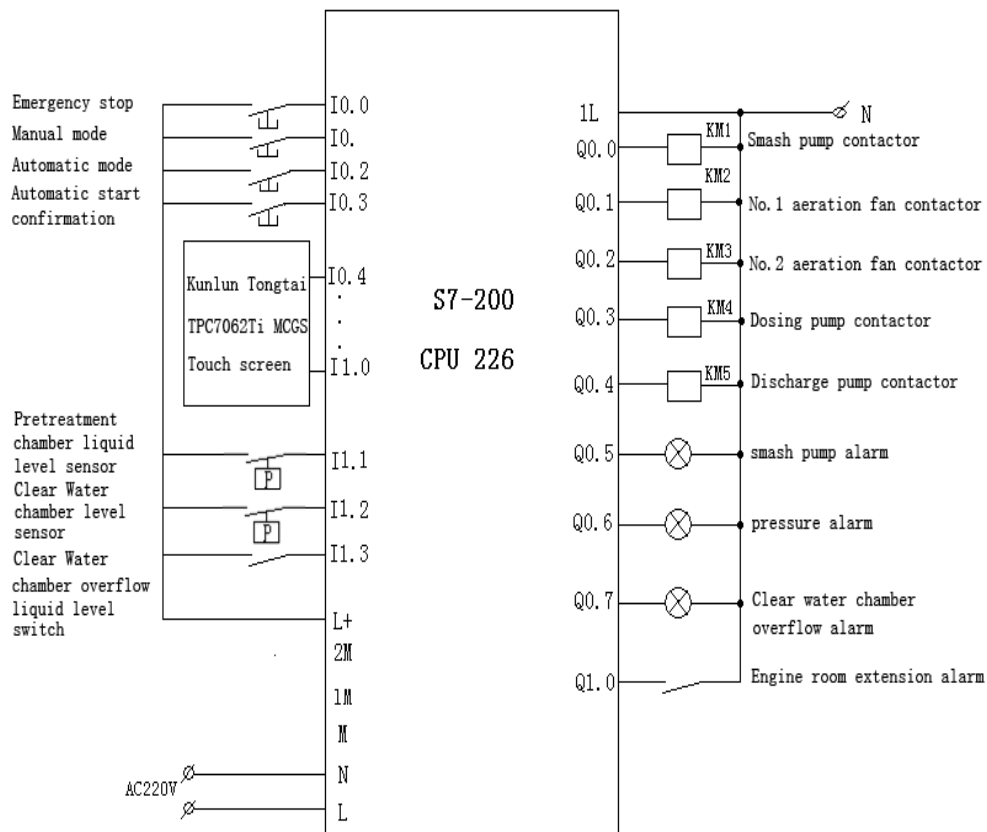 Emergency stop
I0.0
Manual mode
I0.
Automatic mode
I0.2
Automatic start
confirmation
I0.3
Kunlun Tongtai
TPC7062Ti MCGS
Touch screen
I0.4
.
.
.
I1.0
Pretreatment
chamber liquid
level sensor
P
I1.1
Clear Water
chamber level
sensor
P
I1.2
Clear Water
chamber overflow
liquid level
switch
I1.3
L+
2M
1M
M
AC220V
N
L
S7-200
CPU 226
1L
N
Q0.0
KM1
Smash pump contactor
Q0.1
KM2
No.1 aeration fan contactor
Q0.2
KM3
No.2 aeration fan contactor
Q0.3
KM4
Dosing pump contactor
Q0.4
KM5
Discharge pump contactor
Q0.5
smash pump alarm
Q0.6
pressure alarm
Q0.7
Clear water chamber
overflow alarm
Q1.0
Engine room extension alarm